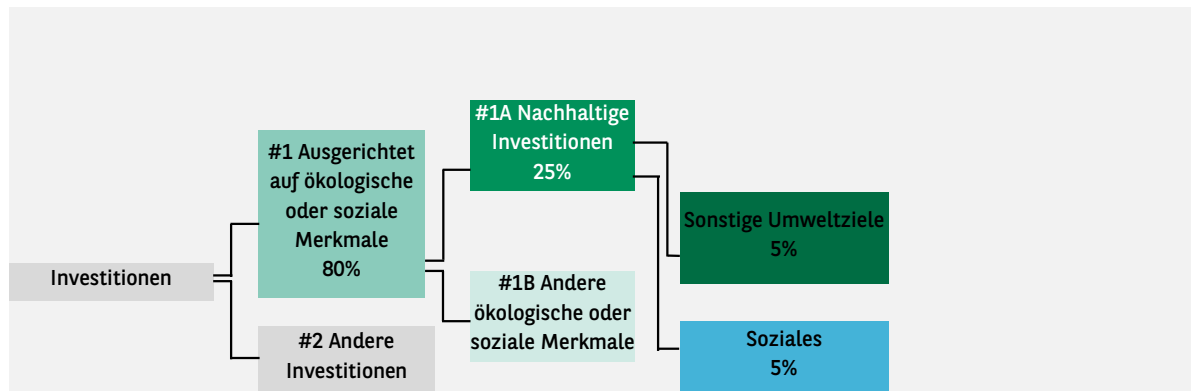 Investitionen
#1 Ausgerichtet
auf ökologische
oder soziale
Merkmale
80%
#2 Andere
Investitionen
#1A Nachhaltige
Investitionen
25%
#1B Andere
ökologische oder
soziale Merkmale
Sonstige Umweltziele
5%
Soziales
5%